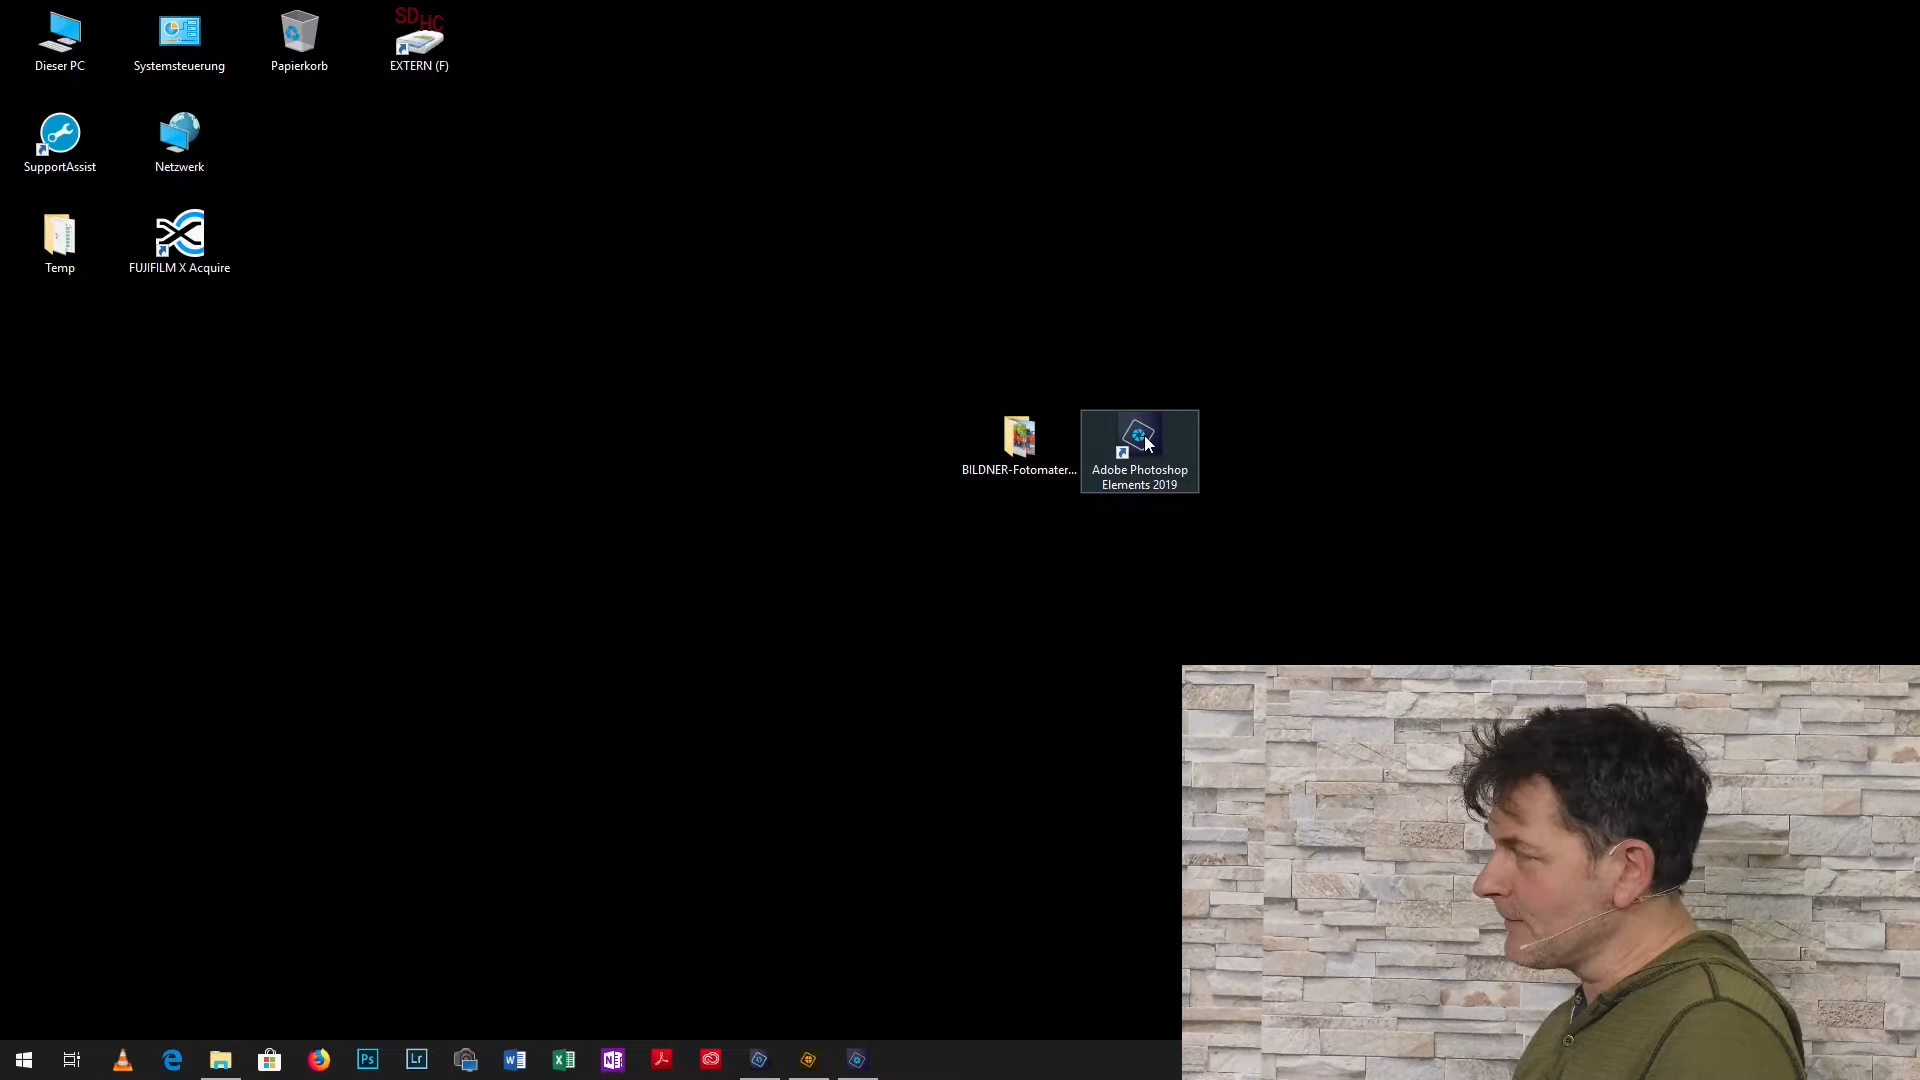 Dieser PC
Systemsteuerung
Papierkorb
SDHC
EXTERN (F)
SupportAssist
Netzwerk
Temp
FUJIFILM X Acquire
BILDNER-Fotomater...
Adobe Photoshop
Elements 2019
Ps
Lr